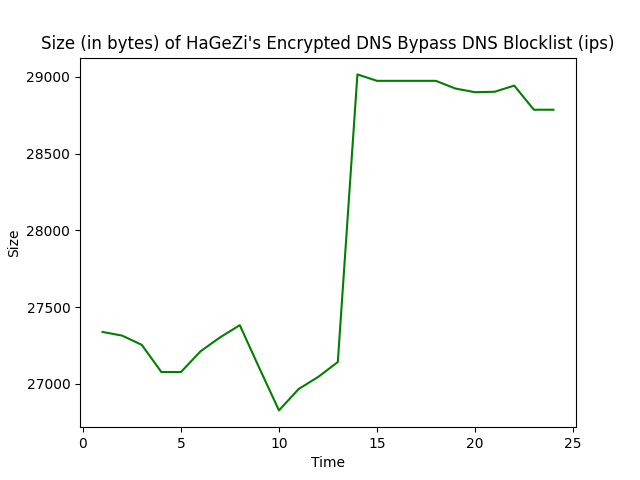 Size (in bytes) of HaGeZi's Encrypted DNS Bypass DNS Blocklist (ips)
29000
28500
28000
27500
27000
Size
0 5 10 15 20 25
Time